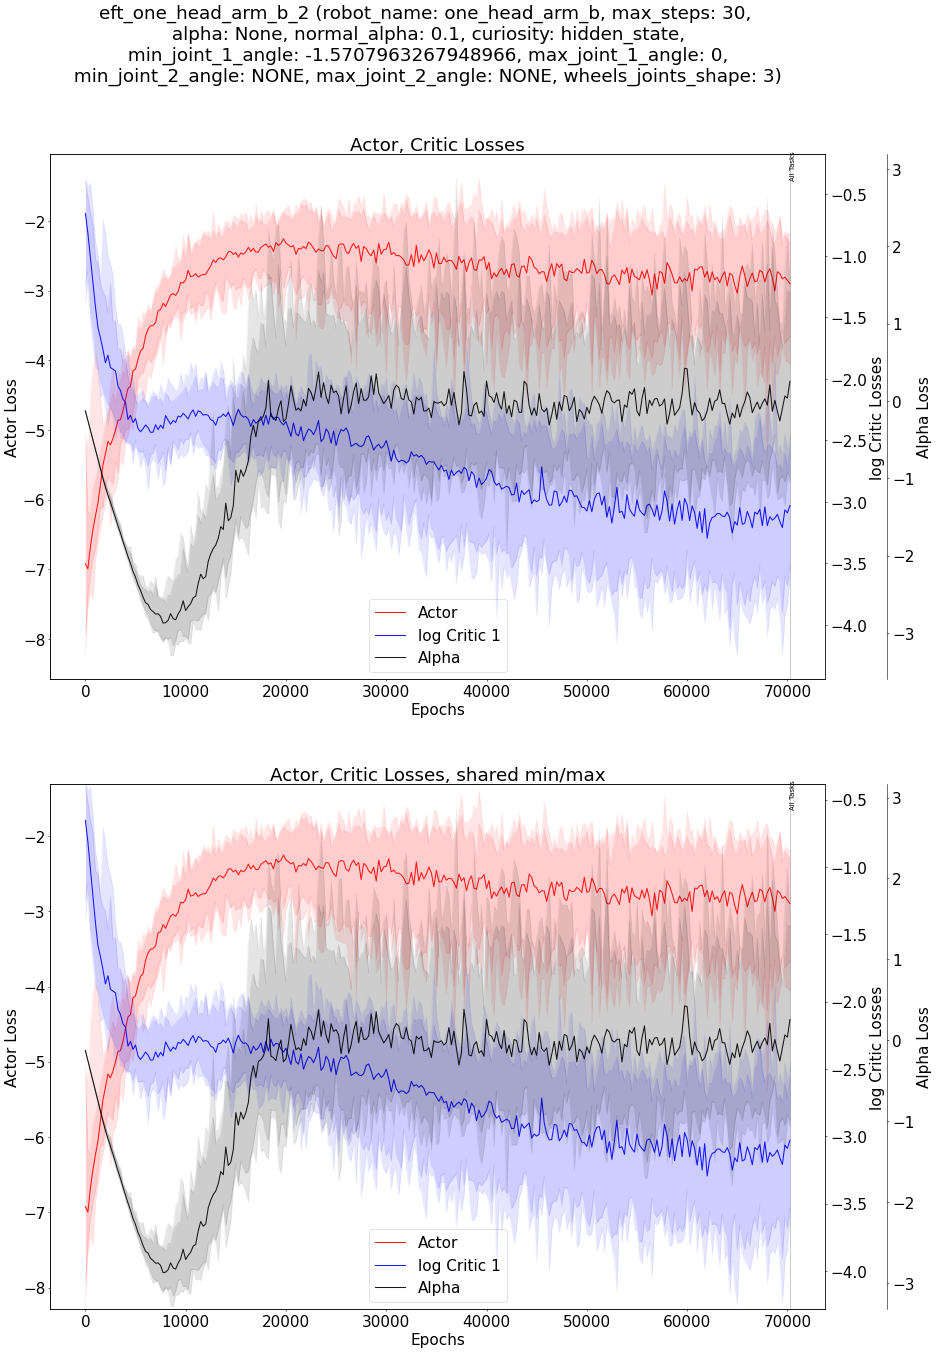 eft_one_head_arm_b_2 (robot_name: one_head_arm_b, max_steps: 30,
alpha: None, normal_alpha: 0.1, curiosity: hidden_state,
min_joint_1_angle: -1.5707963267948966, max_joint_1_angle: 0,
min_joint_2_angle: NONE, max_joint_2_angle: NONE, wheels_joints_shape: 3)
Actor, Critic Losses
All Tasks
Actor Loss
−2
−3
−4
−5
−6
−7
−8
−0.5
−1.0
−1.5
−2.0
−2.5
−3.0
−3.5
−4.0
log Critic Losses
3
2
1
0
−1
−2
−3
Alpha Loss
Actor
log Critic 1
Alpha
0 10000 20000 30000 40000 50000 60000 70000
Epochs
Actor, Critic Losses, shared min/max
All Tasks
Actor Loss
−2
−3
−4
−5
−6
−7
−8
−0.5
−1.0
−1.5
−2.0
−2.5
−3.0
−3.5
−4.0
log Critic Losses
3
2
1
0
−1
−2
−3
Alpha Loss
Actor
log Critic 1
Alpha
0 10000 20000 30000 40000 50000 60000 70000
Epochs